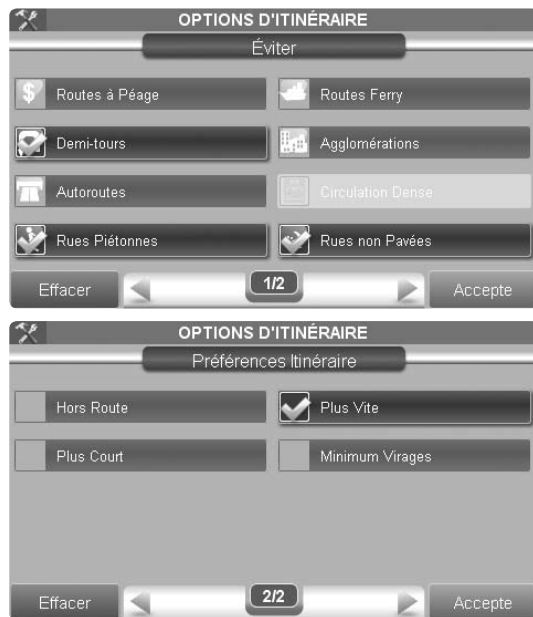 OPTIONS D'ITINÉRAIRE
Éviter
Routes à Péage Routes Ferry
Demi-tours Agglomérations
Autoroutes Circulation Dense
Rues Piétonnes Rues non Pavées
Effacer 1/2 Accepte
OPTIONS D'ITINÉRAIRE
Préférences Itinéraire
Hors Route Plus Vite
Plus Court Minimum Virages
Effacer 2/2 Accepte